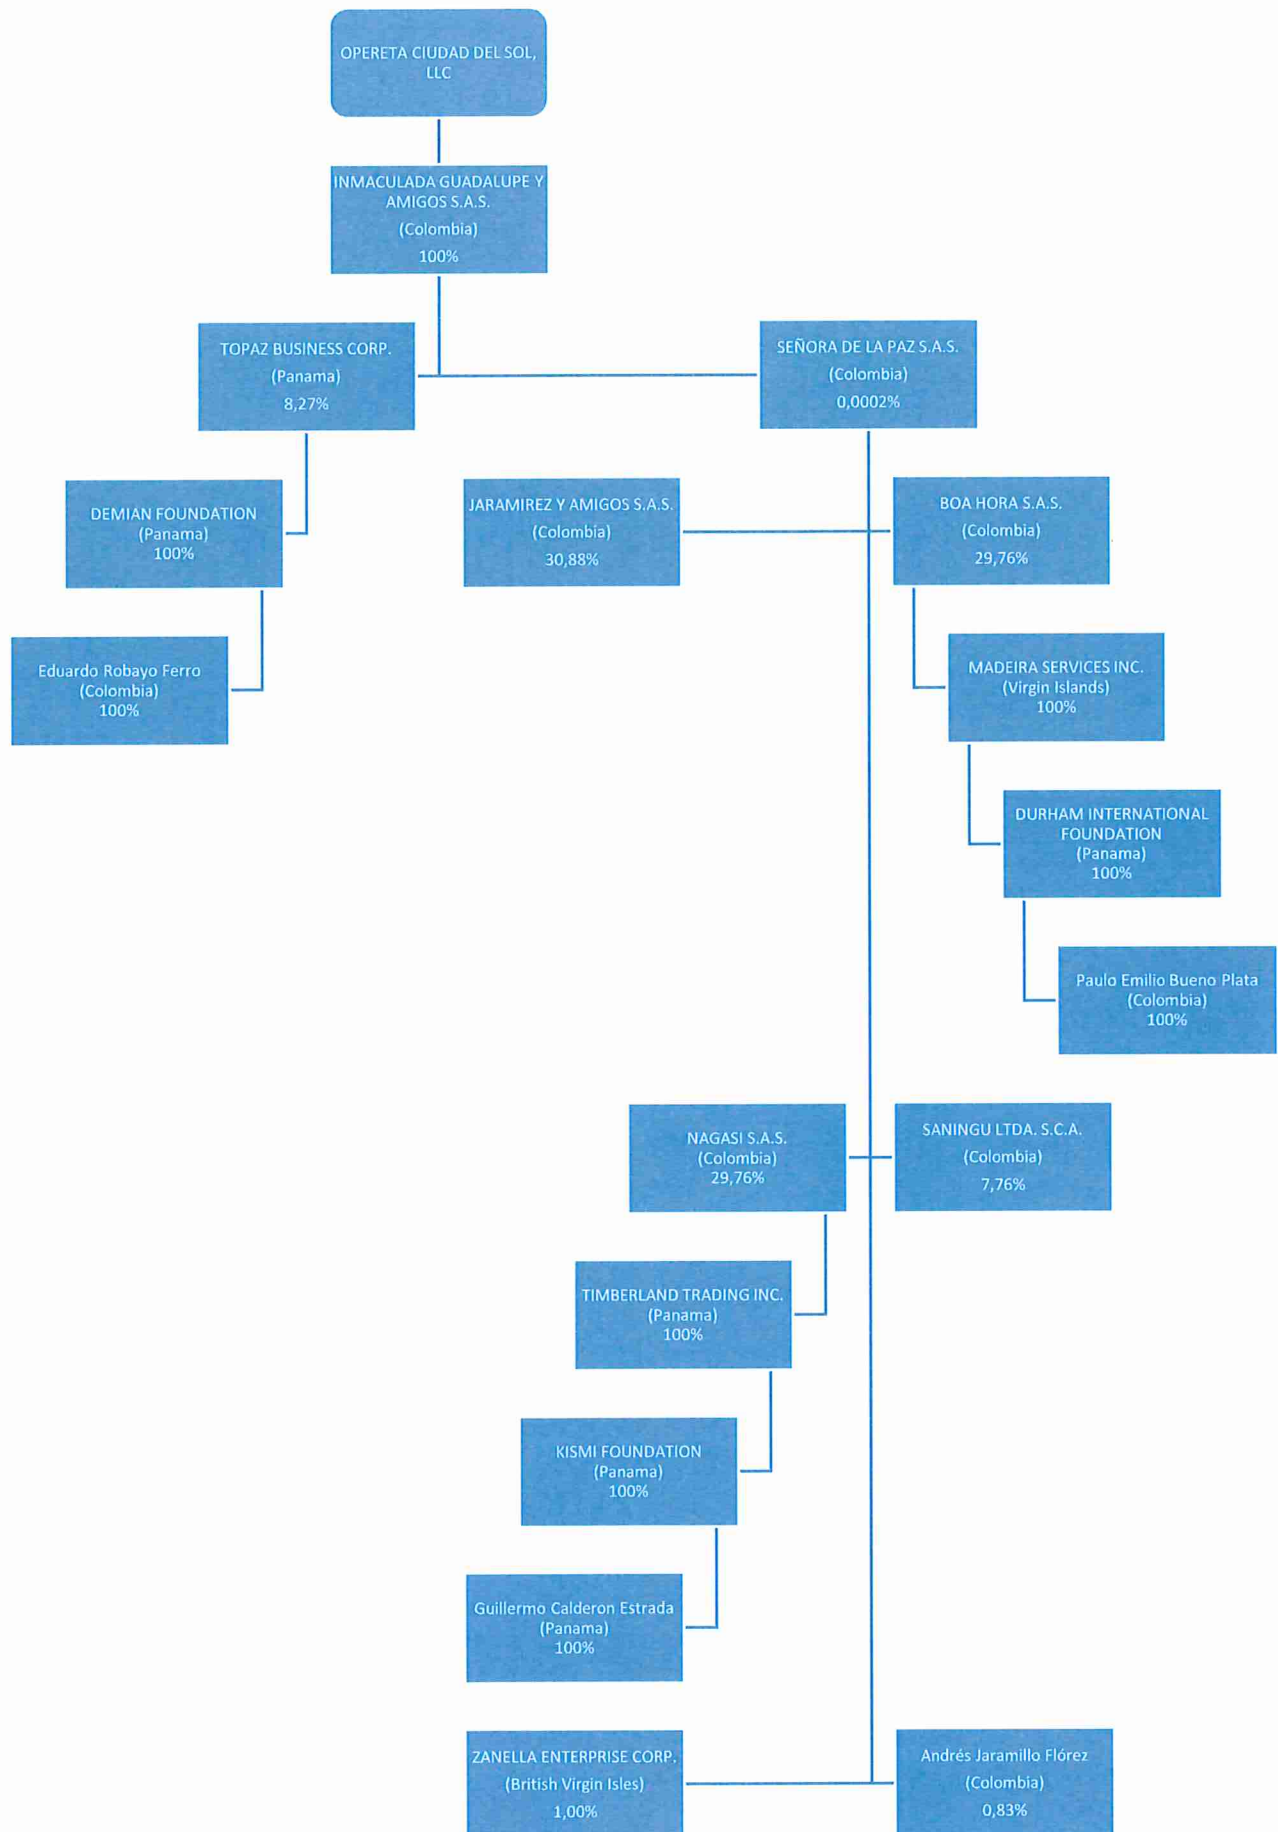 OPERETA CIUDAD DEL SOL,
LLC
INMACULADA GUADALUPE Y
AMIGOS S.A.S.
(Colombia)
100%
TOPAZ BUSINESS CORP.
(Panama)
8,27%
SEÑORA DE LA PAZ S.A.S.
(Colombia)
0,0002%
DEMIAN FOUNDATION
(Panama)
100%
JARAMIREZ Y AMIGOS S.A.S.
(Colombia)
30,88%
BOA HORA S.A.S.
(Colombia)
29,76%
Eduardo Robayo Ferro
(Colombia)
100%
MADEIRA SERVICES INC.
(Virgin Islands)
100%
DURHAM INTERNATIONAL
FOUNDATION
(Panama)
100%
Paulo Emilio Bueno Plata
(Colombia)
100%
NAGASI S.A.S.
(Colombia)
29,76%
SANINGU LTDA. S.C.A.
(Colombia)
7,76%
TIMBERLAND TRADING INC.
(Panama)
100%
KISMI FOUNDATION
(Panama)
100%
Guillermo Calderon Estrada
(Panama)
100%
ZANELLA ENTERPRISE CORP.
(British Virgin Isles)
1,00%
Andrés Jaramillo Flórez
(Colombia)
0,83%